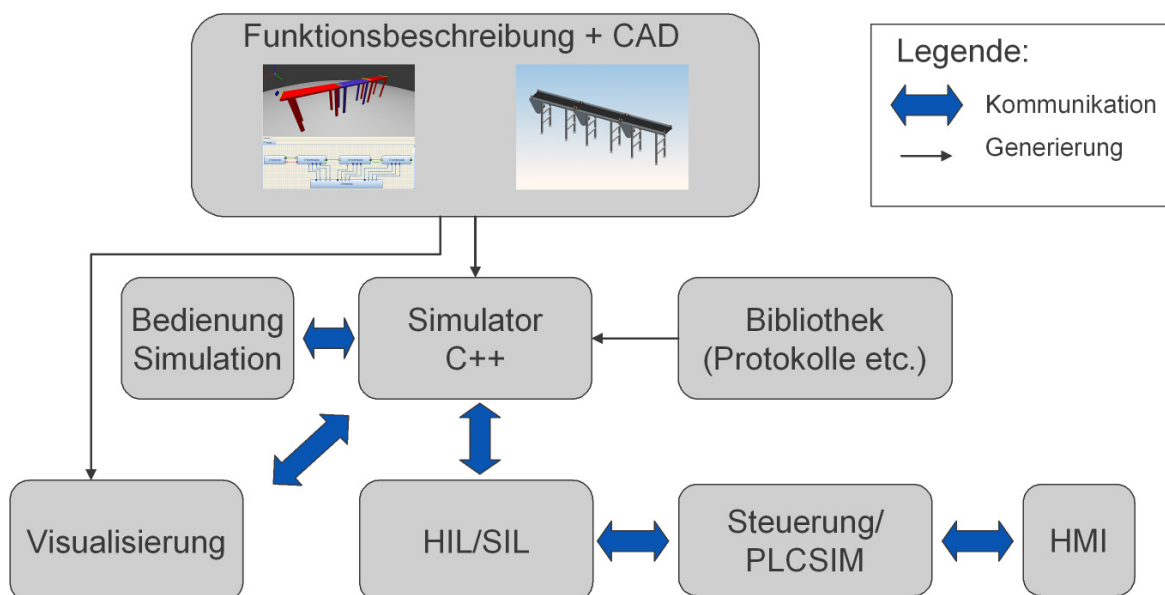 Funktionsbeschreibung + CAD
Legende:
Kommunikation
Generierung
Bedienung
Simulation
Simulator
C++
Bibliothek
(Protokolle etc.)
Visualisierung
HIL/SIL
Steuerung/
PLCSIM
HMI